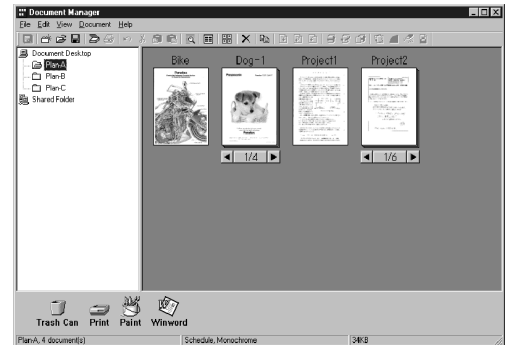 Document Manager
File Edit View Document Help
Document Desktop
Plan-A
Plan-B
Plan-C
Shared Folder
Bike Dog-1 Project1 Project2
1/4 1/6
Trash Can Print Paint Winword
Plan-A, 4 document(s) Schedule, Monochrome 34KB